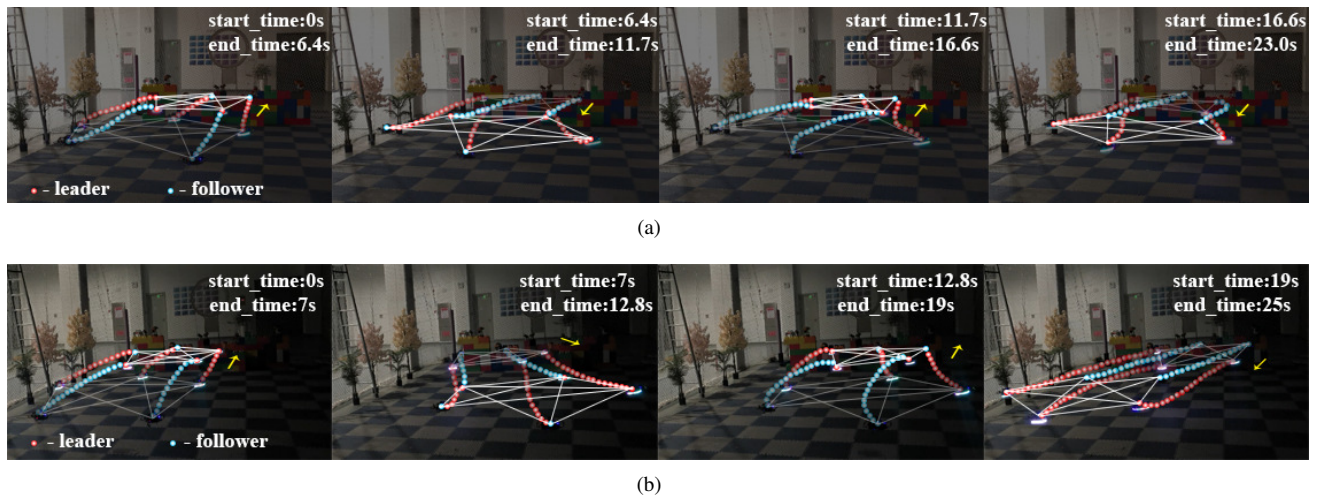 start_time:0s
end_time:6.4s
start_time:6.4s
end_time:11.7s
start_time:11.7s
end_time:16.6s
start_time:16.6s
end_time:23.0s
- leader
- follower
(a)
start_time:0s
end_time:7s
start_time:7s
end_time:12.8s
start_time:12.8s
end_time:19s
start_time:19s
end_time:25s
- leader
- follower
(b)